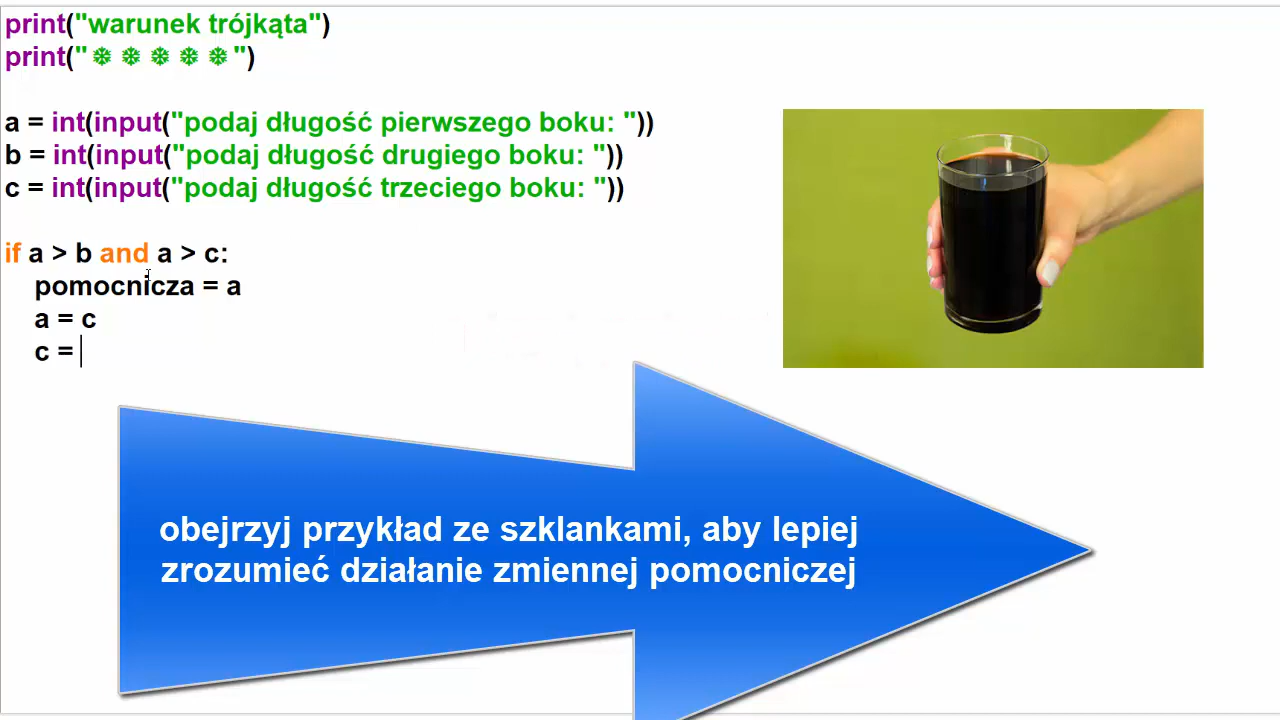 print("warunek trójkąta")
print("❄ ❄ ❄ ❄ ❄")
a = int(input("podaj długość pierwszego boku: "))
b = int(input("podaj długość drugiego boku: "))
c = int(input("podaj długość trzeciego boku: "))
if a > b and a > c:
    pomocnicza = a
    a = c
    c =
obejrzyj przykład ze szklankami, aby lepiej
zrozumieć działanie zmiennej pomocniczej